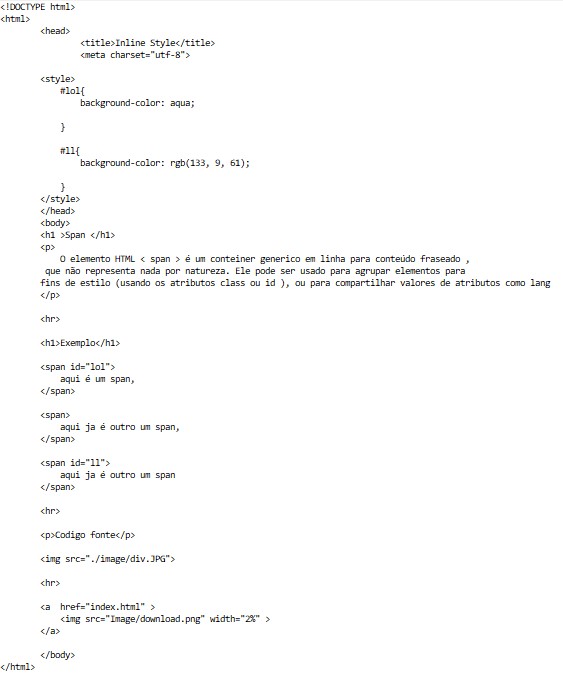 <!DOCTYPE html>
<html>
<head>
<title>Inline Style</title>
<meta charset="utf-8">
<style>
#lol{
background-color: aqua;
}
#ll{
background-color: rgb(133, 9, 61);
}
</style>
</head>
<body>
<h1 >Span </h1>
<p>
O elemento HTML < span > é um conteiner generico em linha para conteúdo fraseado ,
que não representa nada por natureza. Ele pode ser usado para agrupar elementos para
fins de estilo (usando os atributos class ou id ), ou para compartilhar valores de atributos como lang
</p>
<hr>
<h1>Exemplo</h1>
<span id="lol">
aqui é um span,
</span>
<span>
aqui ja é outro um span,
</span>
<span id="ll">
aqui já é outro um span
</span>
<hr>
<p>Codigo fonte</p>
<img src="./image/div.JPG">
<hr>
<a  href="index.html" >
<img src="Image/download.png" width="2%" >
</a>
</body>
</html>